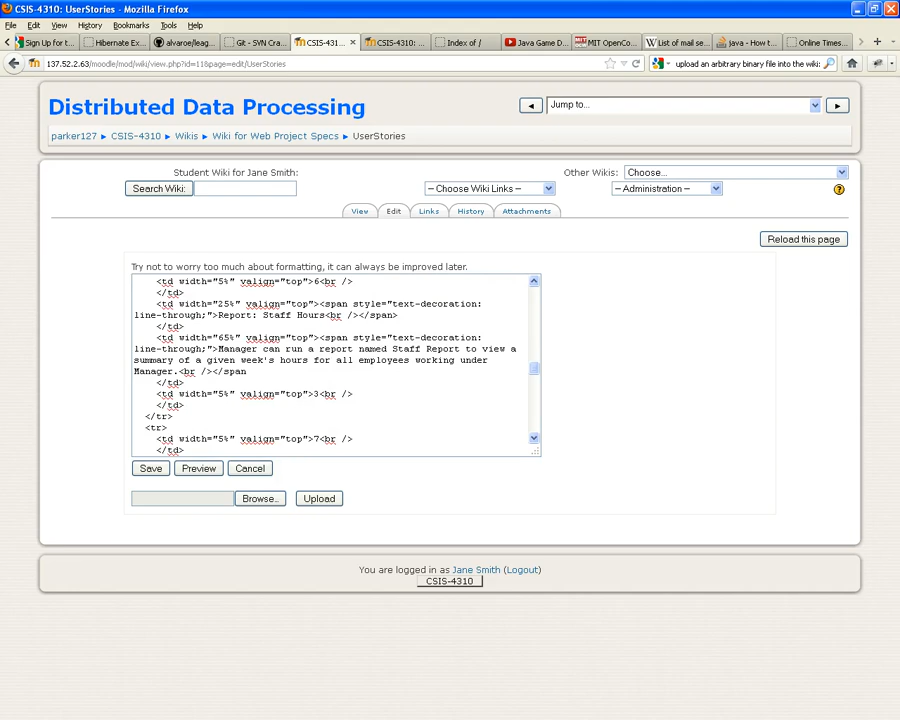 CSIS-4310: UserStories - Mozilla Firefox
File Edit View History Bookmarks Tools Help
Sign Up for t... Hibernate Ex... alvaroe/leag... Git - SVN Cra... CSIS-431... CSIS-4310: ... Index of / Java Game D... MIT OpenCo... List of mail se... java - How t... Online Times...
137.52.2.63/moodle/mod/wiki/view.php?id=11&page=edit/UserStories upload an arbitrary binary file into the wiki:
Distributed Data Processing
Jump to...
parker127 ► CSIS-4310 ► Wikis ► Wiki for Web Project Specs ► UserStories
Student Wiki for Jane Smith: Other Wikis: Choose...
Search Wiki: -- Choose Wiki Links -- -- Administration --
View Edit Links History Attachments
Reload this page
Try not to worry too much about formatting, it can always be improved later.
<td width="5%" valign="top">6<br />
</td>
<td width="25%" valign="top"><span style="text-decoration:
line-through;">Report: Staff Hours<br /></span>
</td>
<td width="65%" valign="top"><span style="text-decoration:
line-through;">Manager can run a report named Staff Report to view a
summary of a given week's hours for all employees working under
Manager.<br /></span
</td>
<td width="5%" valign="top">3<br />
</td>
</tr>
<tr>
<td width="5%" valign="top">7<br />
</td>
Save Preview Cancel
Browse... Upload
You are logged in as Jane Smith (Logout)
CSIS-4310